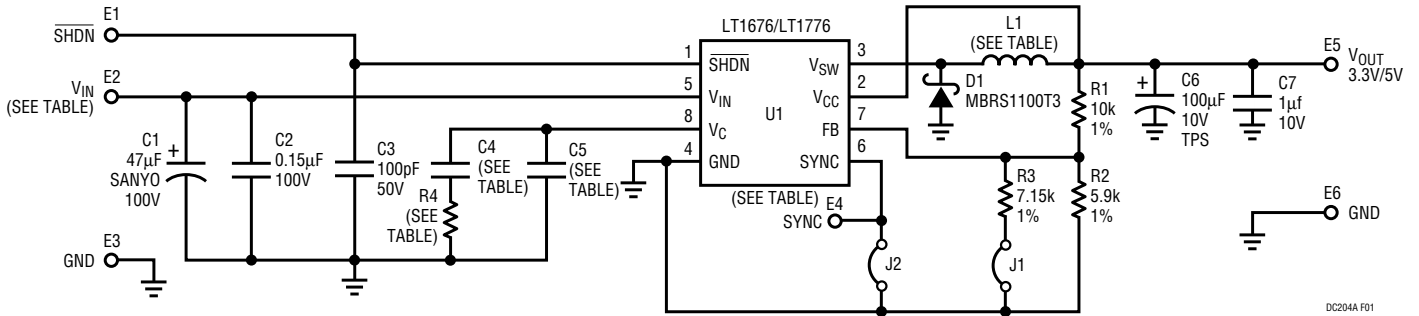 E1
SHDN
E2
VIN
(SEE TABLE)
C1
+
47µF
SANYO
100V
C2
0.15µF
100V
C3
100pF
50V
C4
(SEE
TABLE)
R4
(SEE
TABLE)
C5
(SEE
TABLE)
E3
GND
LT1676/LT1776
1
SHDN
5
VIN
8
VC
4
GND
U1
3
VSW
2
VCC
7
FB
6
SYNC
(SEE TABLE)
E4
SYNC
J2
J1
L1
(SEE TABLE)
D1
MBRS1100T3
R1
10k
1%
R3
7.15k
1%
R2
5.9k
1%
+
C6
100µF
10V
TPS
C7
1µf
10V
E5
VOUT
3.3V/5V
E6
GND
DC204A F01